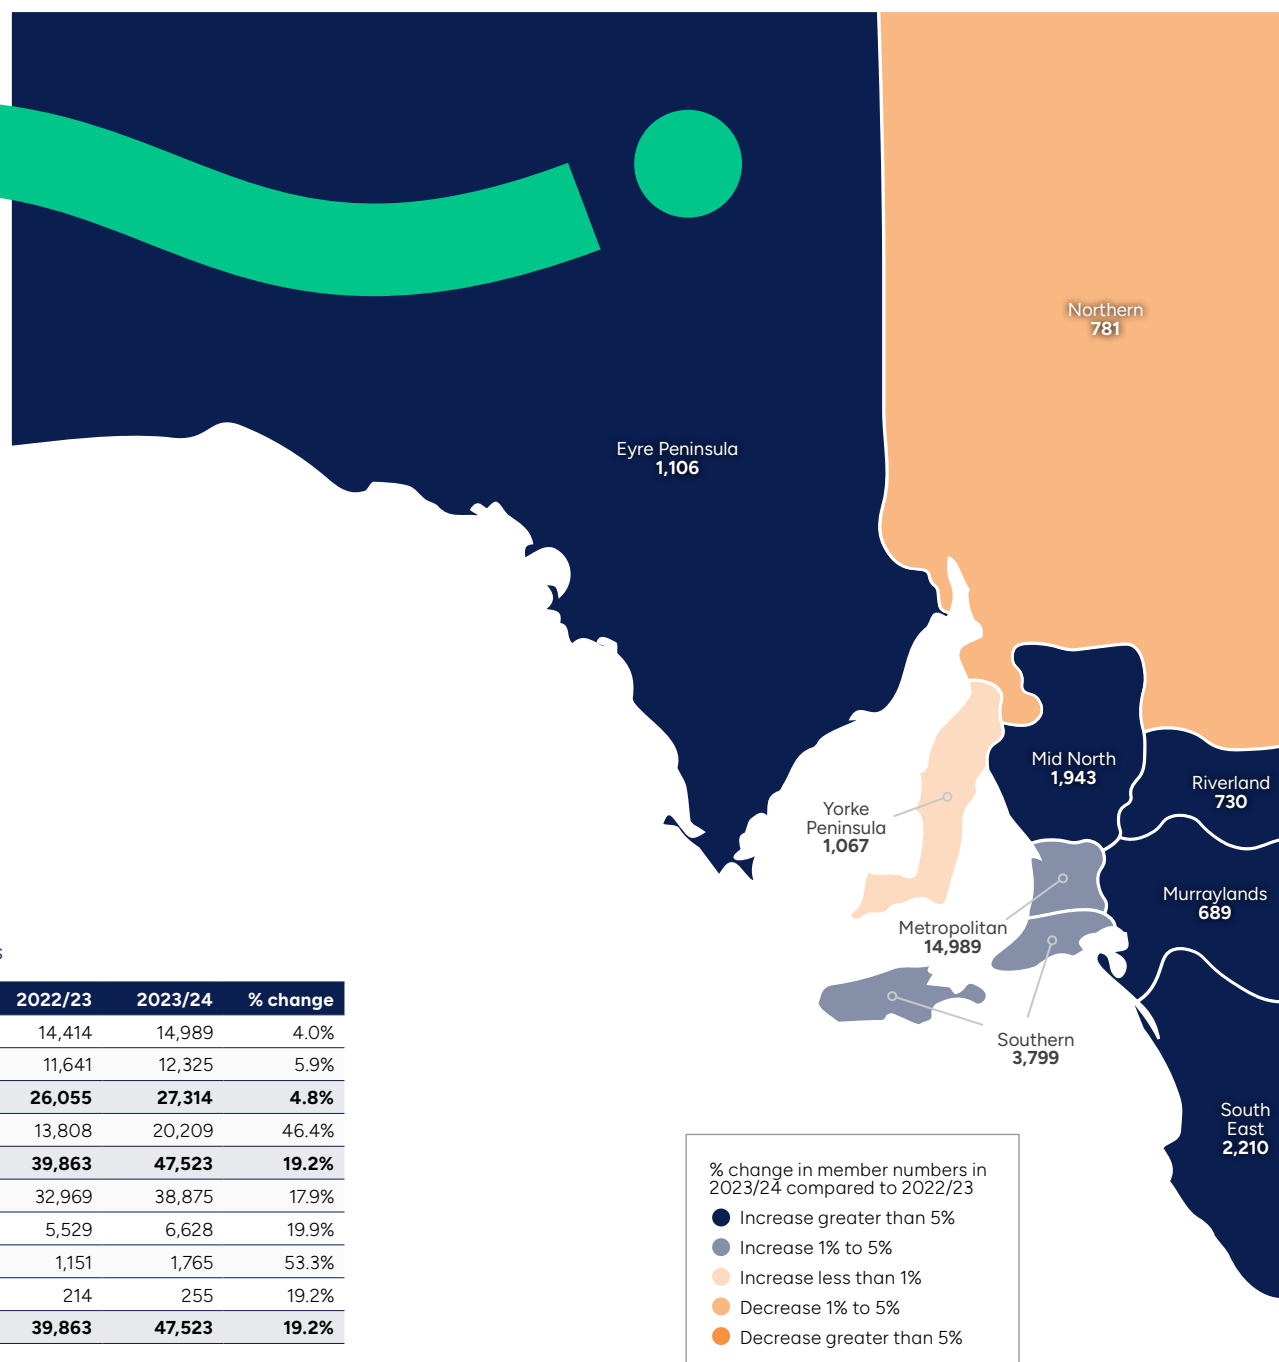 Northern
781
Eyre Peninsula
1,106
Mid North
1,943
Riverland
730
Yorke
Peninsula
1,067
Murraylands
689
Metropolitan
14,989
Southern
3,799
South
East
2,210
s
2022/23 2023/24 % change
14,414 14,989 4.0%
11,641 12,325 5.9%
26,055 27,314 4.8%
13,808 20,209 46.4%
39,863 47,523 19.2%
32,969 38,875 17.9%
5,529 6,628 19.9%
1,151 1,765 53.3%
214 255 19.2%
39,863 47,523 19.2%
% change in member numbers in
2023/24 compared to 2022/23
Increase greater than 5%
Increase 1% to 5%
Increase less than 1%
Decrease 1% to 5%
Decrease greater than 5%